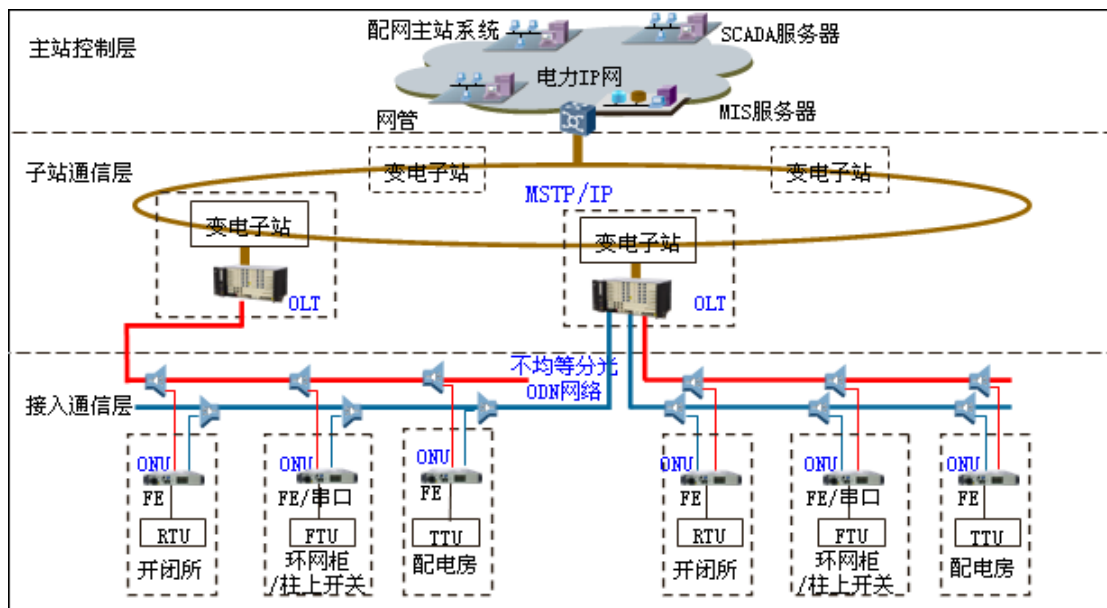 配网主站系统
SCADA服务器
主站控制层
电力IP网
网管
MIS服务器
子站通信层
变电子站
变电子站
MSTP/IP
变电子站
变电子站
OLT
OLT
不均等分光
ODN网络
接入通信层
ONU
ONU
ONU
ONU
ONU
ONU
FE
FE/串口
FE
FE
FE/串口
FE
RTU
FTU
TTU
RTU
FTU
TTU
开闭所
环网柜
/柱上开关
配电房
开闭所
环网柜
/柱上开关
配电房